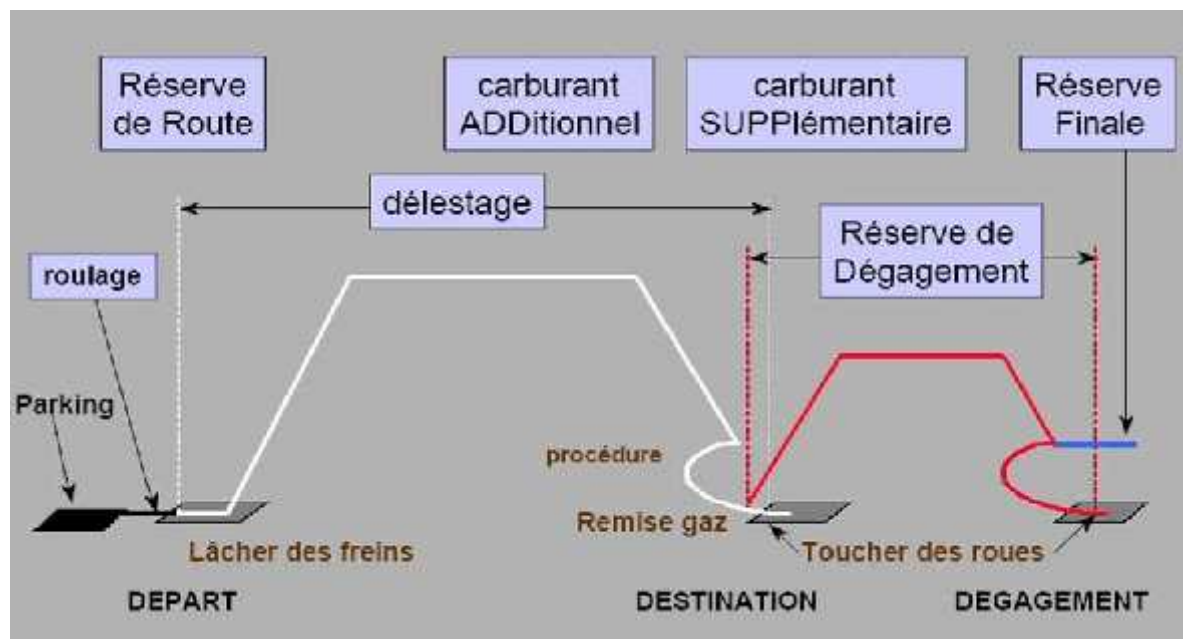 Réserve
de Route
carburant
ADDitionnel
carburant
SUPPlémentaire
Réserve
Finale
délestage
Réserve de
Dégagement
roulage
Parking
procédure
Remise gaz
Lâcher des freins
Toucher des roues
DEPART
DESTINATION
DEGAGEMENT